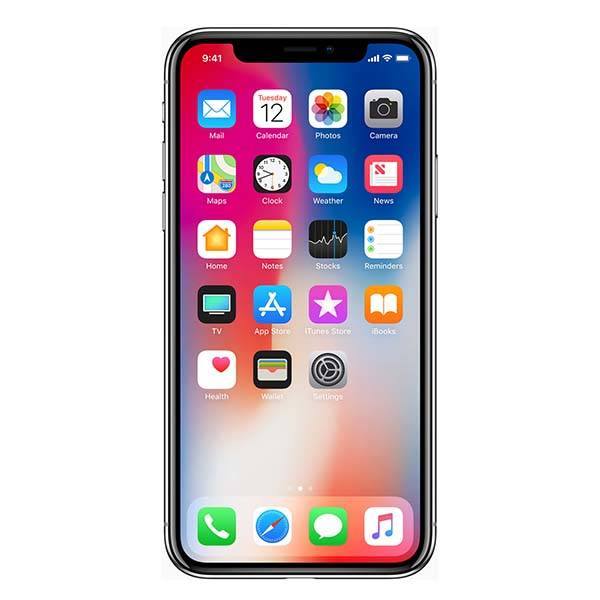 9:41
Tuesday
12
Mail
Calendar
Photos
Camera
280
Maps
Clock
Weather
News
Home
Notes
Stocks
Reminders
TV
App Store
iTunes Store
iBooks
Health
Wallet
Settings